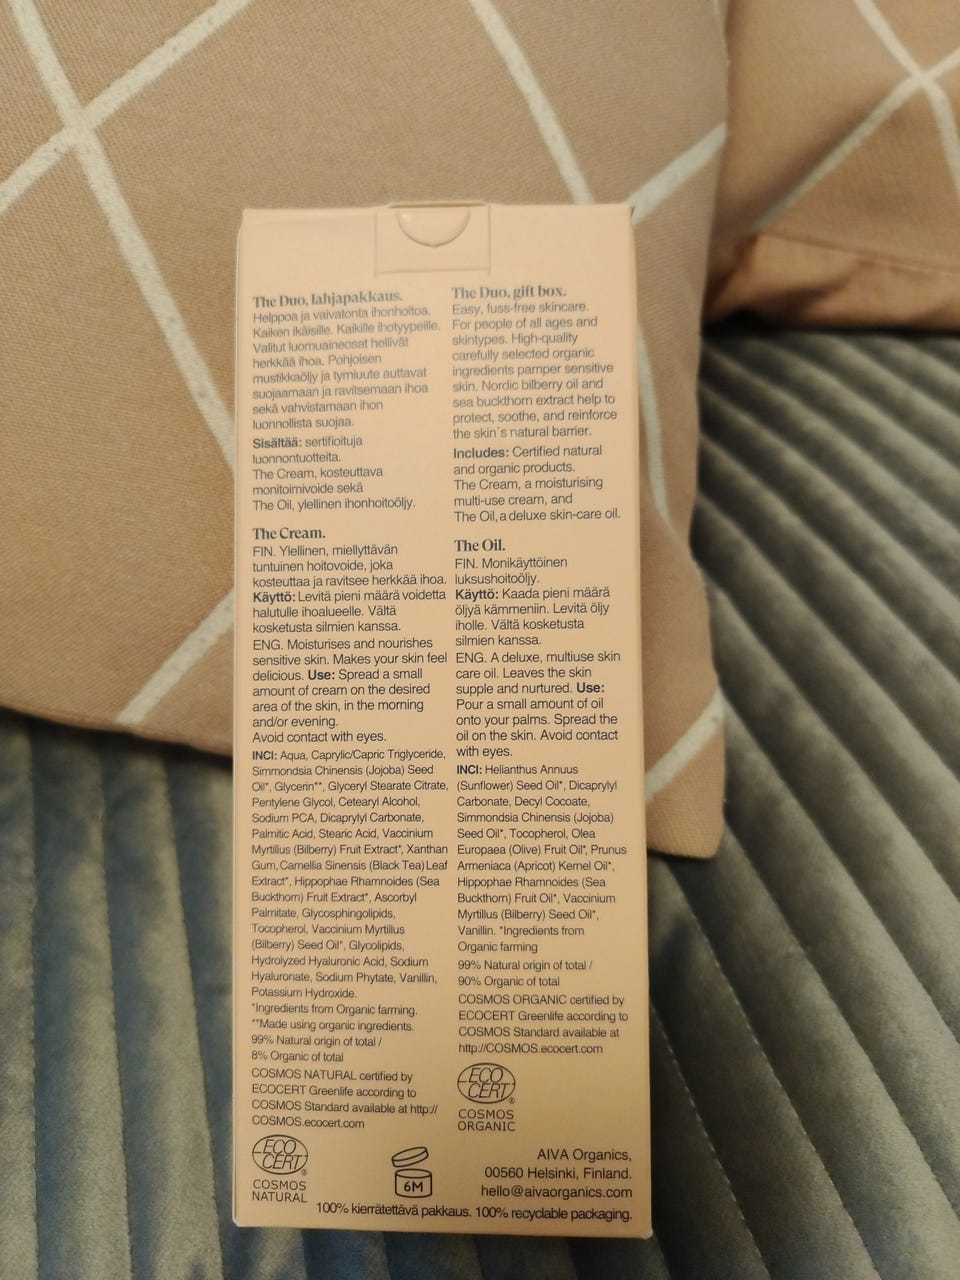 The Duo, lahjapakkaus.
Helppoa ja vaivatonta ihonhoitoa.
Kaiken ikäisille. Kaikille ihotyypeille.
Valitut luomuaineosat hellivät
herkkää ihoa. Pohjoisen
mustikkaöljy ja tyrniuute auttavat
suojaamaan ja ravitsemaan ihoa
sekä vahvistamaan ihon
luonnollista suojaa.
Sisältää: sertifioituja
luonnontuotteita.
The Cream, kosteuttava
monitoimivoide sekä
The Oil, ylellinen ihonhoitoöljy.
The Cream.
FIN. Ylellinen, miellyttävän
tuntuinen hoitovoide, joka
kosteuttaa ja ravitsee herkkää ihoa.
Käyttö: Levitä pieni määrä voidetta
halutulle ihoalueelle. Vältä
kosketusta silmien kanssa.
ENG. Moisturises and nourishes
sensitive skin. Makes your skin feel
delicious. Use: Spread a small
amount of cream on the desired
area of the skin, in the morning
and/or evening.
Avoid contact with eyes.
INCI: Aqua, Caprylic/Capric Triglyceride,
Simmondsia Chinensis (Jojoba) Seed
Oil*, Glycerin**, Glyceryl Stearate Citrate,
Pentylene Glycol, Cetearyl Alcohol,
Sodium PCA, Dicaprylyl Carbonate,
Palmitic Acid, Stearic Acid, Vaccinium
Myrtillus (Bilberry) Fruit Extract*, Xanthan
Gum, Camellia Sinensis (Black Tea) Leaf
Extract*, Hippophae Rhamnoides (Sea
Buckthorn) Fruit Extract*, Ascorbyl
Palmitate, Glycosphingolipids,
Tocopherol, Vaccinium Myrtillus
(Bilberry) Seed Oil*, Glycolipids,
Hydrolyzed Hyaluronic Acid, Sodium
Hyaluronate, Sodium Phytate, Vanillin,
Potassium Hydroxide.
*Ingredients from Organic farming.
**Made using organic ingredients.
99% Natural origin of total /
8% Organic of total
COSMOS NATURAL certified by
ECOCERT Greenlife according to
COSMOS Standard available at http://
COSMOS.ecocert.com
ECO
CERT
®
COSMOS
NATURAL
The Duo, gift box.
Easy, fuss-free skincare.
For people of all ages and
skintypes. High-quality
carefully selected organic
ingredients pamper sensitive
skin. Nordic bilberry oil and
sea buckthorn extract help to
protect, soothe, and reinforce
the skin´s natural barrier.
Includes: Certified natural
and organic products.
The Cream, a moisturising
multi-use cream, and
The Oil, a deluxe skin-care oil.
The Oil.
FIN. Monikäyttöinen
luksushoitoöljy.
Käyttö: Kaada pieni määrä
öljyä kämmeniin. Levitä öljy
iholle. Vältä kosketusta
silmien kanssa.
ENG. A deluxe, multiuse skin
care oil. Leaves the skin
supple and nurtured. Use:
Pour a small amount of oil
onto your palms. Spread the
oil on the skin. Avoid contact
with eyes.
INCI: Helianthus Annuus
(Sunflower) Seed Oil*, Dicaprylyl
Carbonate, Decyl Cocoate,
Simmondsia Chinensis (Jojoba)
Seed Oil*, Tocopherol, Olea
Europaea (Olive) Fruit Oil*, Prunus
Armeniaca (Apricot) Kernel Oil*,
Hippophae Rhamnoides (Sea
Buckthorn) Fruit Oil*, Vaccinium
Myrtillus (Bilberry) Seed Oil*,
Vanillin. *Ingredients from
Organic farming
99% Natural origin of total /
90% Organic of total
COSMOS ORGANIC certified by
ECOCERT Greenlife according to
COSMOS Standard available at
http://COSMOS.ecocert.com
ECO
CERT
®
COSMOS
ORGANIC
6M
AIVA Organics,
00560 Helsinki, Finland.
hello@aivaorganics.com
100% kierrätettävä pakkaus. 100% recyclable packaging.